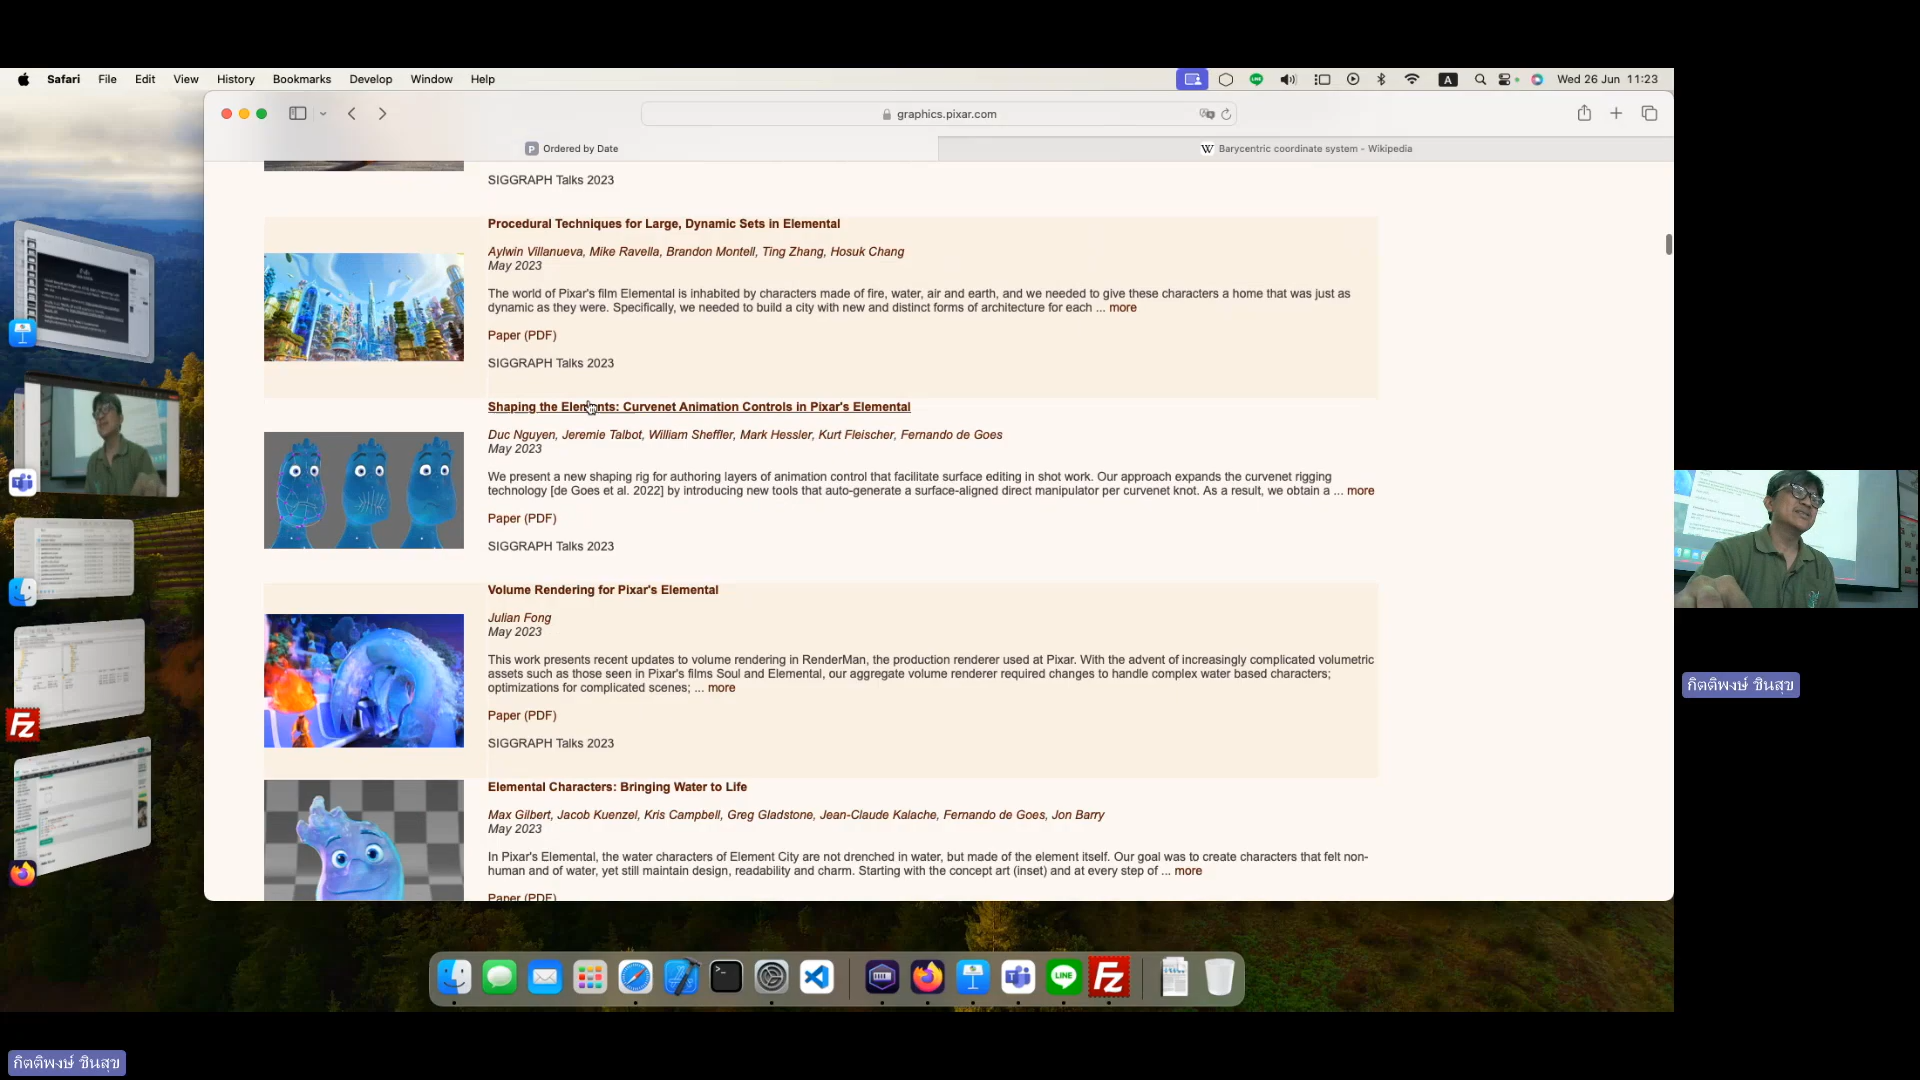 Safari File Edit View History Bookmarks Develop Window Help
A
Wed 26 Jun 11:23
graphics.pixar.com
P Ordered by Date
W Barycentric coordinate system - Wikipedia
SIGGRAPH Talks 2023
Procedural Techniques for Large, Dynamic Sets in Elemental
Aylwin Villanueva, Mike Ravella, Brandon Montell, Ting Zhang, Hosuk Chang
May 2023
The world of Pixar's film Elemental is inhabited by characters made of fire, water, air and earth, and we needed to give these characters a home that was just as
dynamic as they were. Specifically, we needed to build a city with new and distinct forms of architecture for each ... more
Paper (PDF)
SIGGRAPH Talks 2023
Shaping the Elements: Curvenet Animation Controls in Pixar's Elemental
Duc Nguyen, Jeremie Talbot, William Sheffler, Mark Hessler, Kurt Fleischer, Fernando de Goes
May 2023
We present a new shaping rig for authoring layers of animation control that facilitate surface editing in shot work. Our approach expands the curvenet rigging
technology [de Goes et al. 2022] by introducing new tools that auto-generate a surface-aligned direct manipulator per curvenet knot. As a result, we obtain a ... more
Paper (PDF)
SIGGRAPH Talks 2023
Volume Rendering for Pixar's Elemental
Julian Fong
May 2023
This work presents recent updates to volume rendering in RenderMan, the production renderer used at Pixar. With the advent of increasingly complicated volumetric
assets such as those seen in Pixar's films Soul and Elemental, our aggregate volume renderer required changes to handle complex water based characters;
optimizations for complicated scenes; ... more
Paper (PDF)
SIGGRAPH Talks 2023
Elemental Characters: Bringing Water to Life
Max Gilbert, Jacob Kuenzel, Kris Campbell, Greg Gladstone, Jean-Claude Kalache, Fernando de Goes, Jon Barry
May 2023
In Pixar's Elemental, the water characters of Element City are not drenched in water, but made of the element itself. Our goal was to create characters that felt non-
human and of water, yet still maintain design, readability and charm. Starting with the concept art (inset) and at every step of ... more
Paper (PDF)
Fz
LINE
Fz
กิตติพงษ์ ชินสุข
กิตติพงษ์ ชินสุข